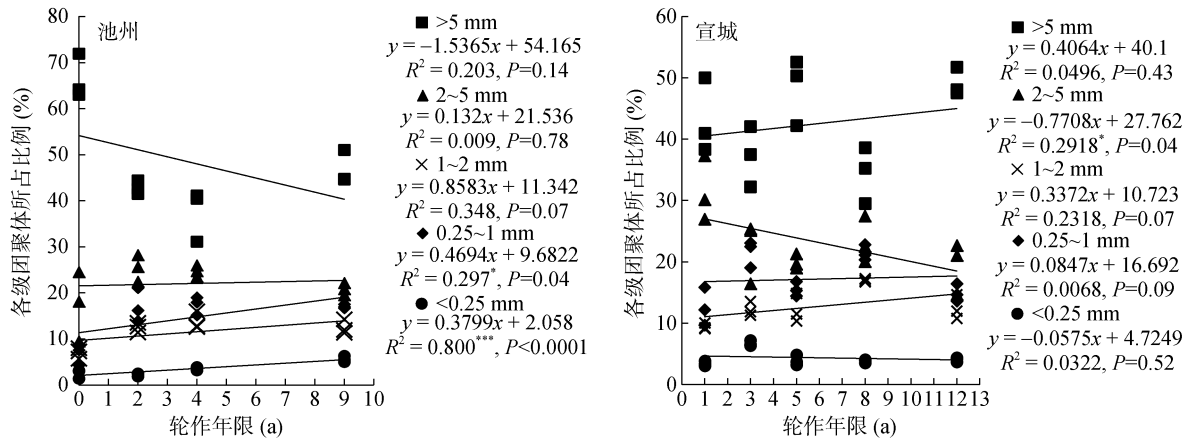 池州
各级团聚体所占比例 (%)
80
70
60
50
40
30
20
10
0
0 1 2 3 4 5 6 7 8 9 10
轮作年限 (a)
>5 mm
y = –1.5365x + 54.165
R² = 0.203, P=0.14
2~5 mm
y = 0.132x + 21.536
R² = 0.009, P=0.78
1~2 mm
y = 0.8583x + 11.342
R² = 0.348, P=0.07
0.25~1 mm
y = 0.4694x + 9.6822
R² = 0.297*, P=0.04
<0.25 mm
y = 0.3799x + 2.058
R² = 0.800***, P<0.0001
宣城
各级团聚体所占比例 (%)
60
50
40
30
20
10
0
0 1 2 3 4 5 6 7 8 9 10 11 12 13
轮作年限 (a)
>5 mm
y = 0.4064x + 40.1
R² = 0.0496, P=0.43
2~5 mm
y = –0.7708x + 27.762
R² = 0.2918*, P=0.04
1~2 mm
y = 0.3372x + 10.723
R² = 0.2318, P=0.07
0.25~1 mm
y = 0.0847x + 16.692
R² = 0.0068, P=0.09
<0.25 mm
y = –0.0575x + 4.7249
R² = 0.0322, P=0.52